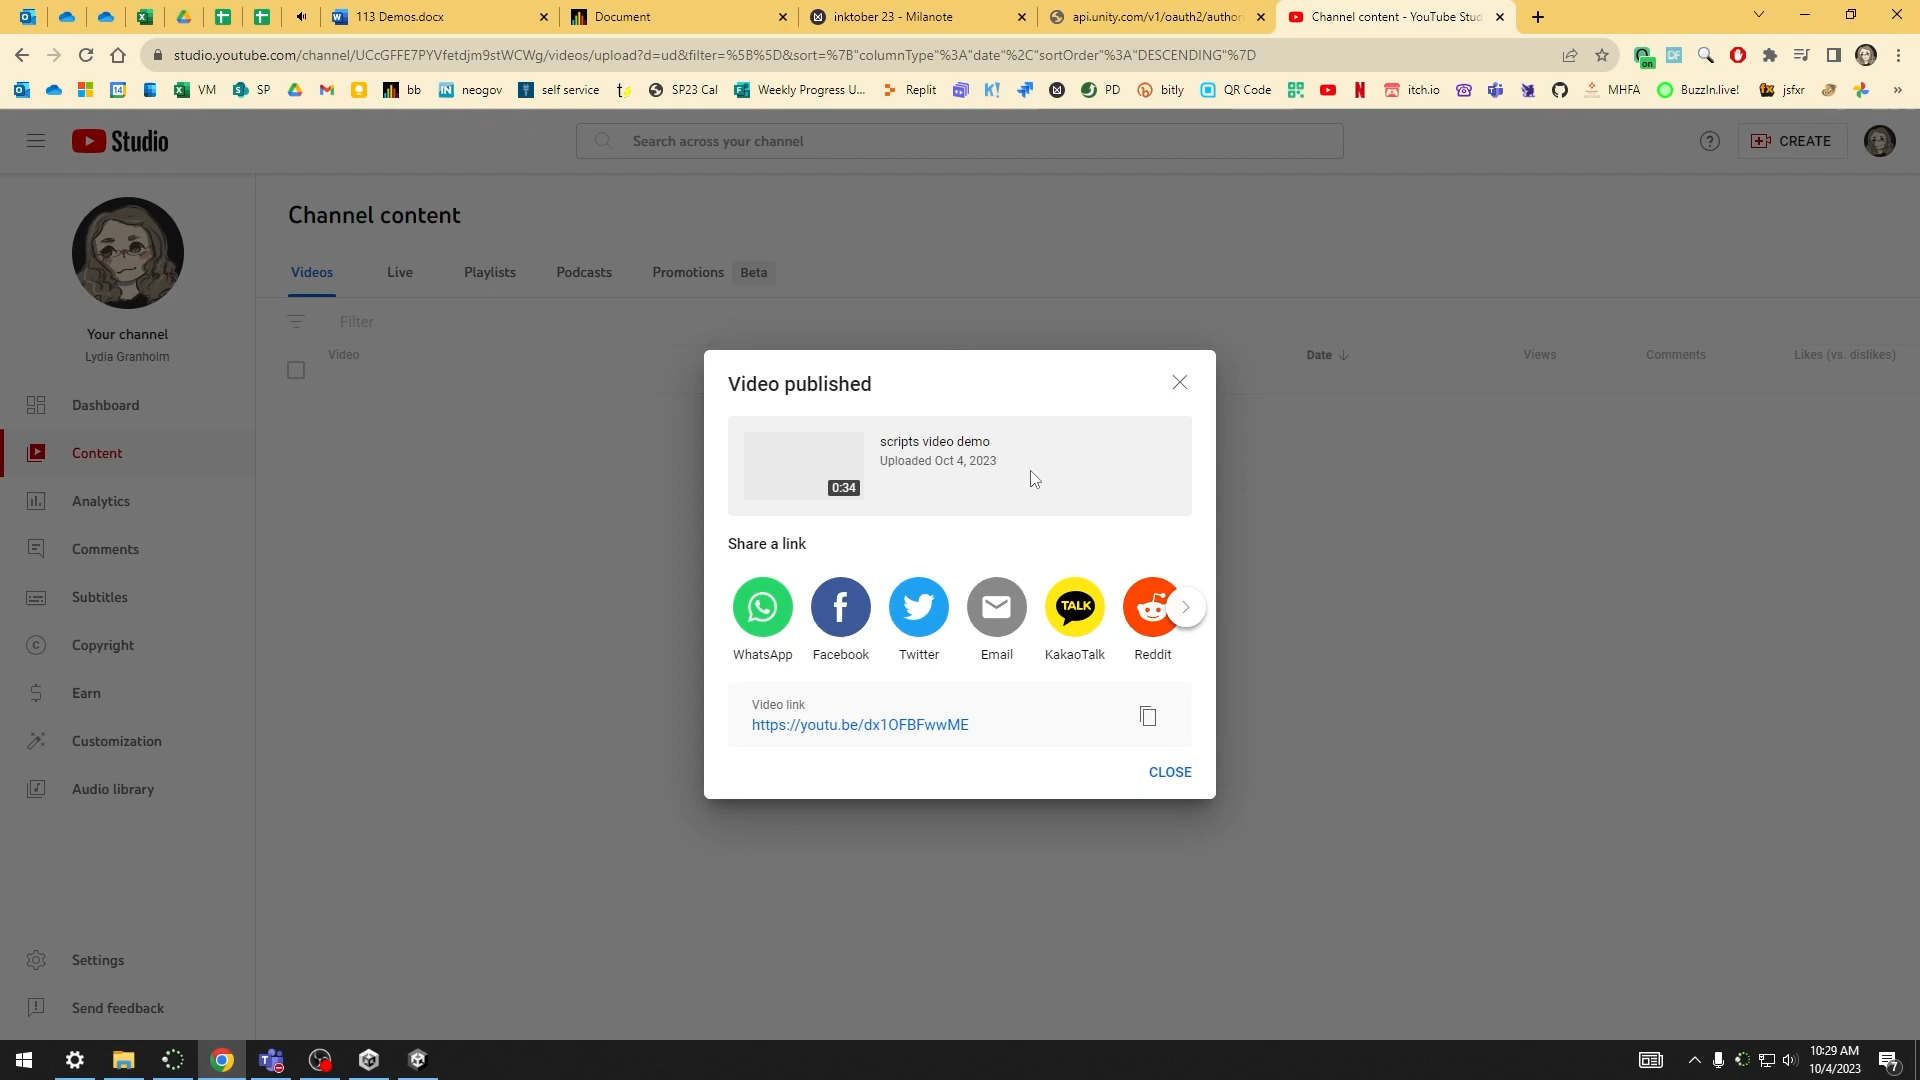 113 Demos.docx
Document
inktober 23 - Milanote
api.unity.com/v1/oauth2/author
Channel content - YouTube Stud
studio.youtube.com/channel/UCcGFFE7PYVfetdjm9stWCWg/videos/upload?d=ud&filter=%5B%5D&sort=%7B"columnType"%3A"date"%2C"sortOrder"%3A"DESCENDING"%7D
on
DF
14
VM
SP
bb
neogov
self service
SP23 Cal
Weekly Progress U...
Replit
K!
PD
bitly
QR Code
itch.io
MHFA
BuzzIn.live!
jsfxr
»
Studio
Search across your channel
CREATE
Channel content
Videos
Live
Playlists
Podcasts
Promotions
Beta
Your channel
Lydia Granholm
Filter
Video
Date
Views
Comments
Likes (vs. dislikes)
Dashboard
Content
Analytics
Comments
Subtitles
Copyright
Earn
Customization
Audio library
Settings
Send feedback
Video published
scripts video demo
Uploaded Oct 4, 2023
0:34
Share a link
TALK
WhatsApp
Facebook
Twitter
Email
KakaoTalk
Reddit
Video link
https://youtu.be/dx1OFBFwwME
CLOSE
10:29 AM
10/4/2023
7